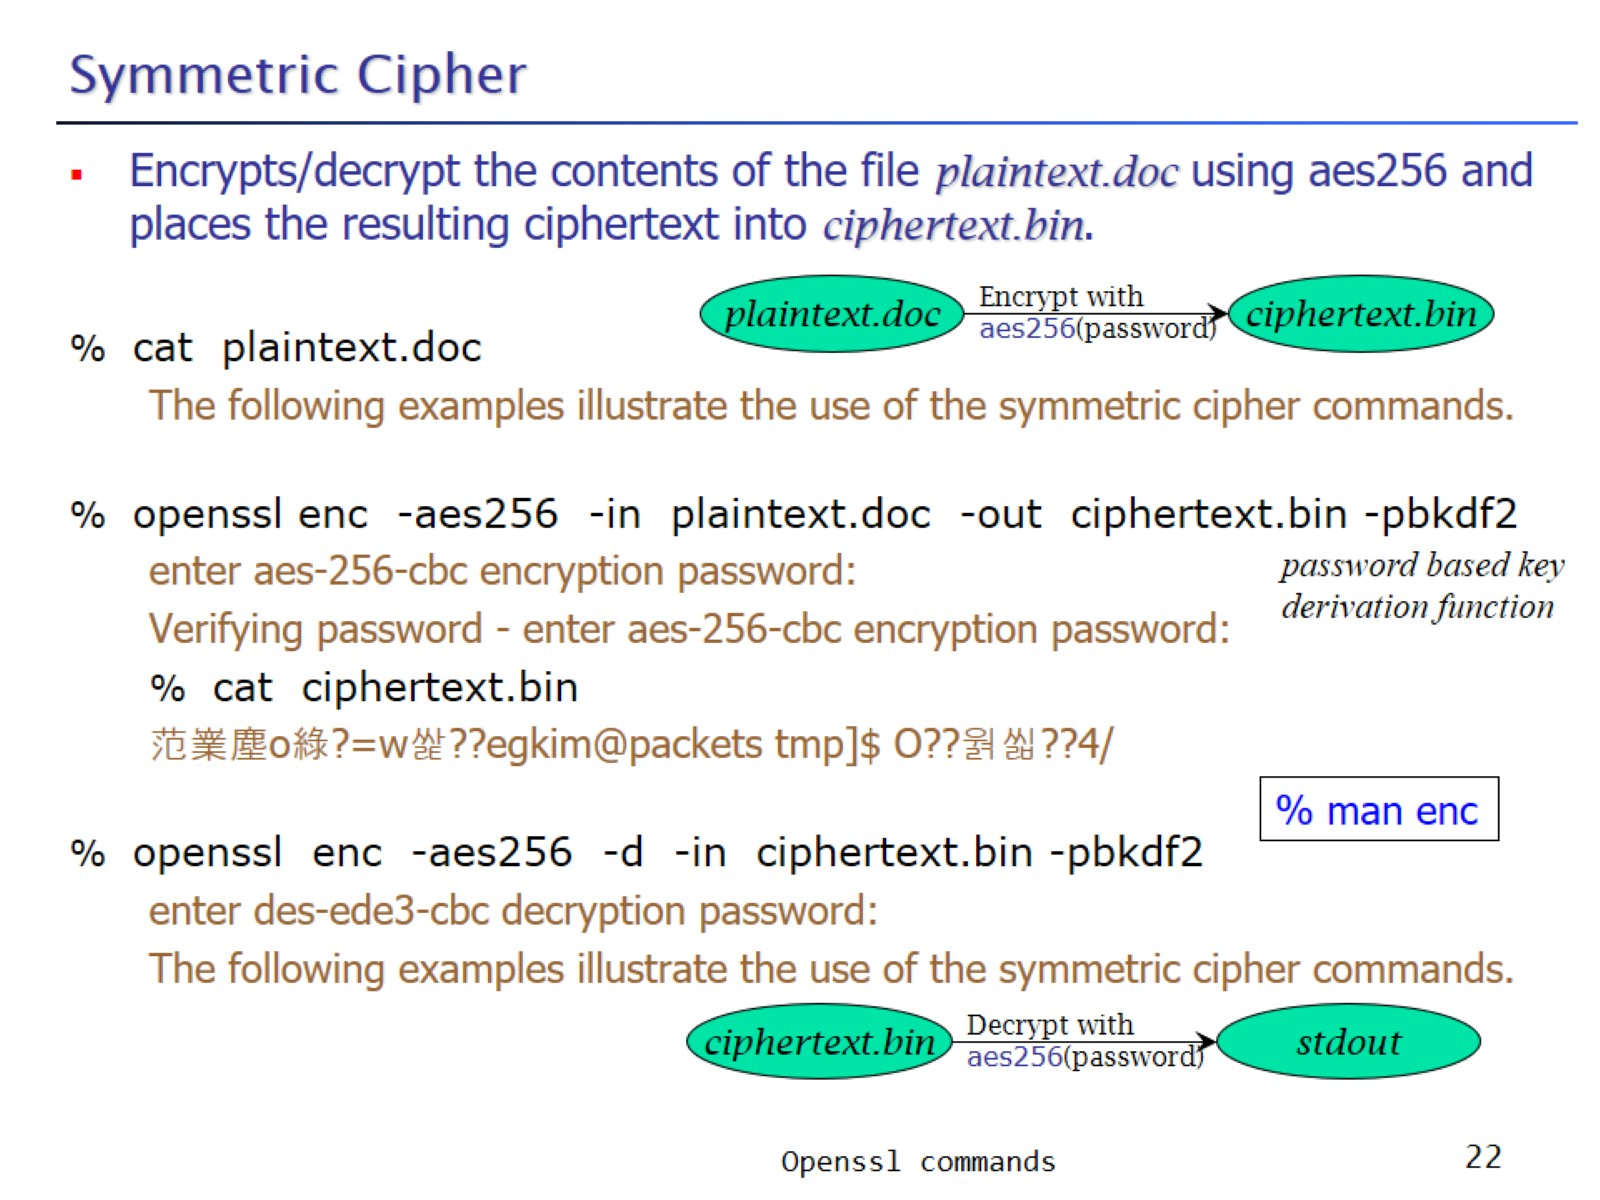 Symmetric Cipher
Encrypts/decrypt the contents of the file plaintext.doc using aes256 and
places the resulting ciphertext into ciphertext.bin.
plaintext.doc
Encrypt with
aes256(password)
ciphertext.bin
% cat plaintext.doc
The following examples illustrate the use of the symmetric cipher commands.
% openssl enc -aes256 -in plaintext.doc -out ciphertext.bin -pbkdf2
password based key
derivation function
enter aes-256-cbc encryption password:
Verifying password - enter aes-256-cbc encryption password:
% cat ciphertext.bin
范業塵o綠?=w쌅??egkim@packets tmp]$ O??윍씳??4/
% man enc
% openssl enc -aes256 -d -in ciphertext.bin -pbkdf2
enter des-ede3-cbc decryption password:
The following examples illustrate the use of the symmetric cipher commands.
ciphertext.bin
Decrypt with
aes256(password)
stdout
Openssl commands
22